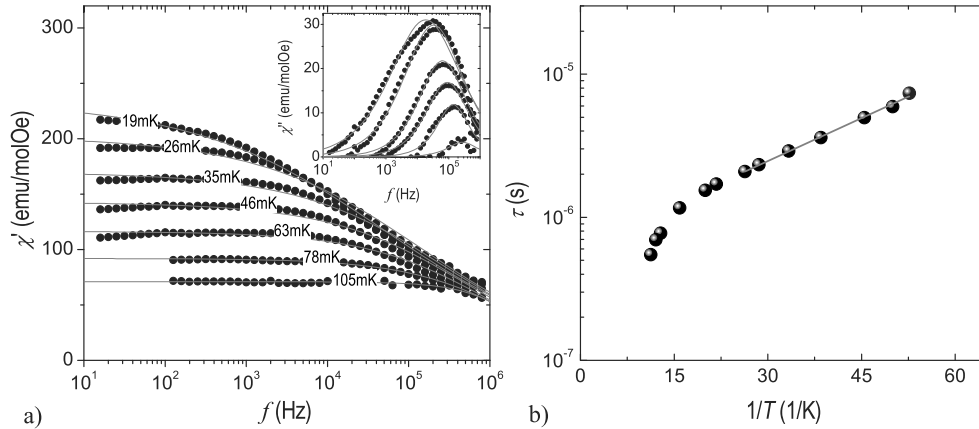 300
200
100
0
χ' (emu/molOe)
19mK
26mK
35mK
46mK
63mK
78mK
105mK
10¹ 10² 10³ 10⁴ 10⁵ 10⁶
f (Hz)
a)
30
20
10
0
χ'' (emu/molOe)
10¹ 10³ 10⁵
f (Hz)
10⁻⁵
10⁻⁶
10⁻⁷
τ (s)
0 15 30 45 60
1/T (1/K)
b)